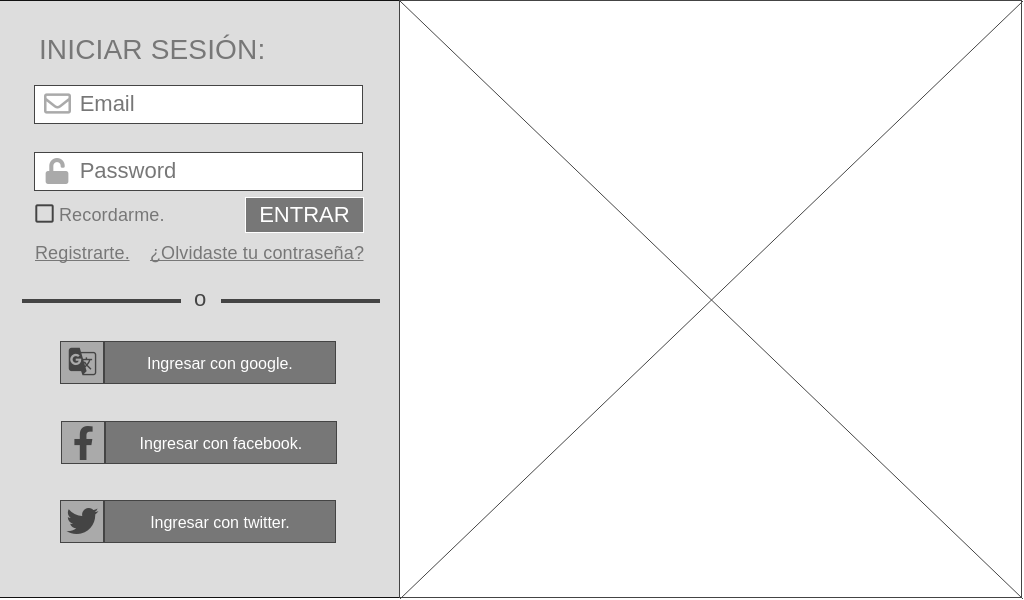 INICIAR SESIÓN:
Email
Password
Recordarme.
ENTRAR
Registrarte. ¿Olvidaste tu contraseña?
o
Ingresar con google.
Ingresar con facebook.
Ingresar con twitter.